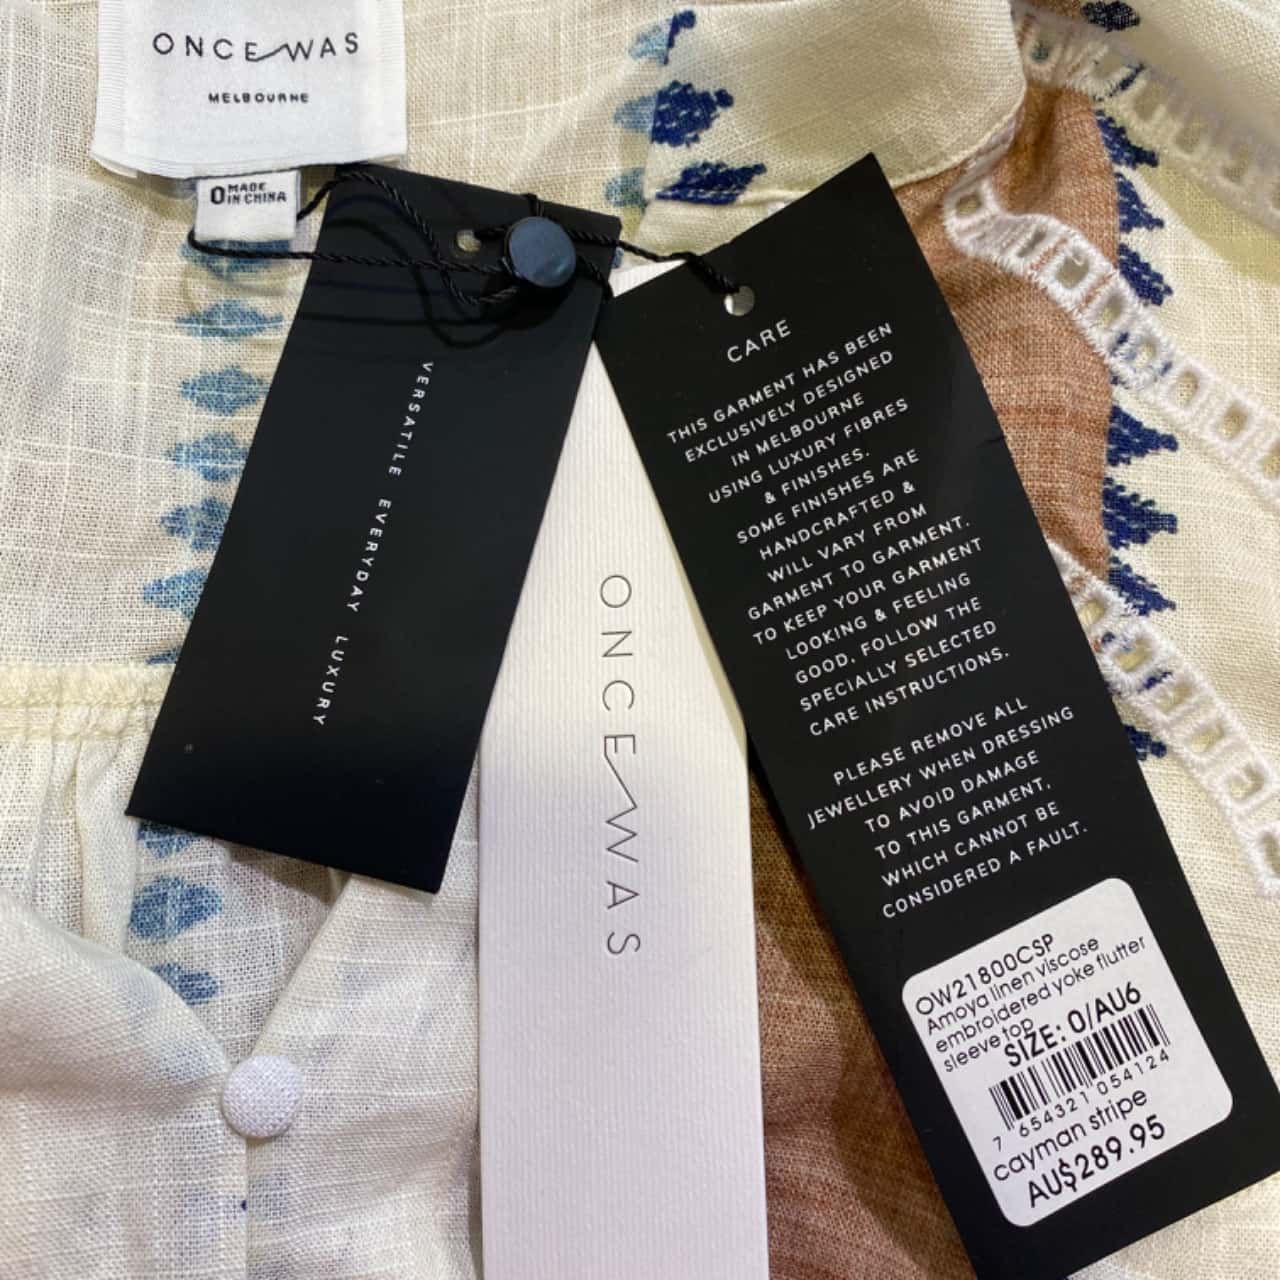 ONCE WAS
MELBOURNE
0 MADE
IN CHINA
VERSATILE EVERYDAY LUXURY
ONCE WAS
CARE
THIS GARMENT HAS BEEN
EXCLUSIVELY DESIGNED
IN MELBOURNE
USING LUXURY FIBRES
& FINISHES.
SOME FINISHES ARE
HANDCRAFTED &
WILL VARY FROM
GARMENT TO GARMENT.
TO KEEP YOUR GARMENT
LOOKING & FEELING
GOOD, FOLLOW THE
SPECIALLY SELECTED
CARE INSTRUCTIONS.
PLEASE REMOVE ALL
JEWELLERY WHEN DRESSING
TO AVOID DAMAGE
TO THIS GARMENT,
WHICH CANNOT BE
CONSIDERED A FAULT.
OW21800CSP
Amoya linen viscose
embroidered yoke flutter
sleeve top
SIZE: 0/AU6
7 654321 054124
cayman stripe
AU$289.95